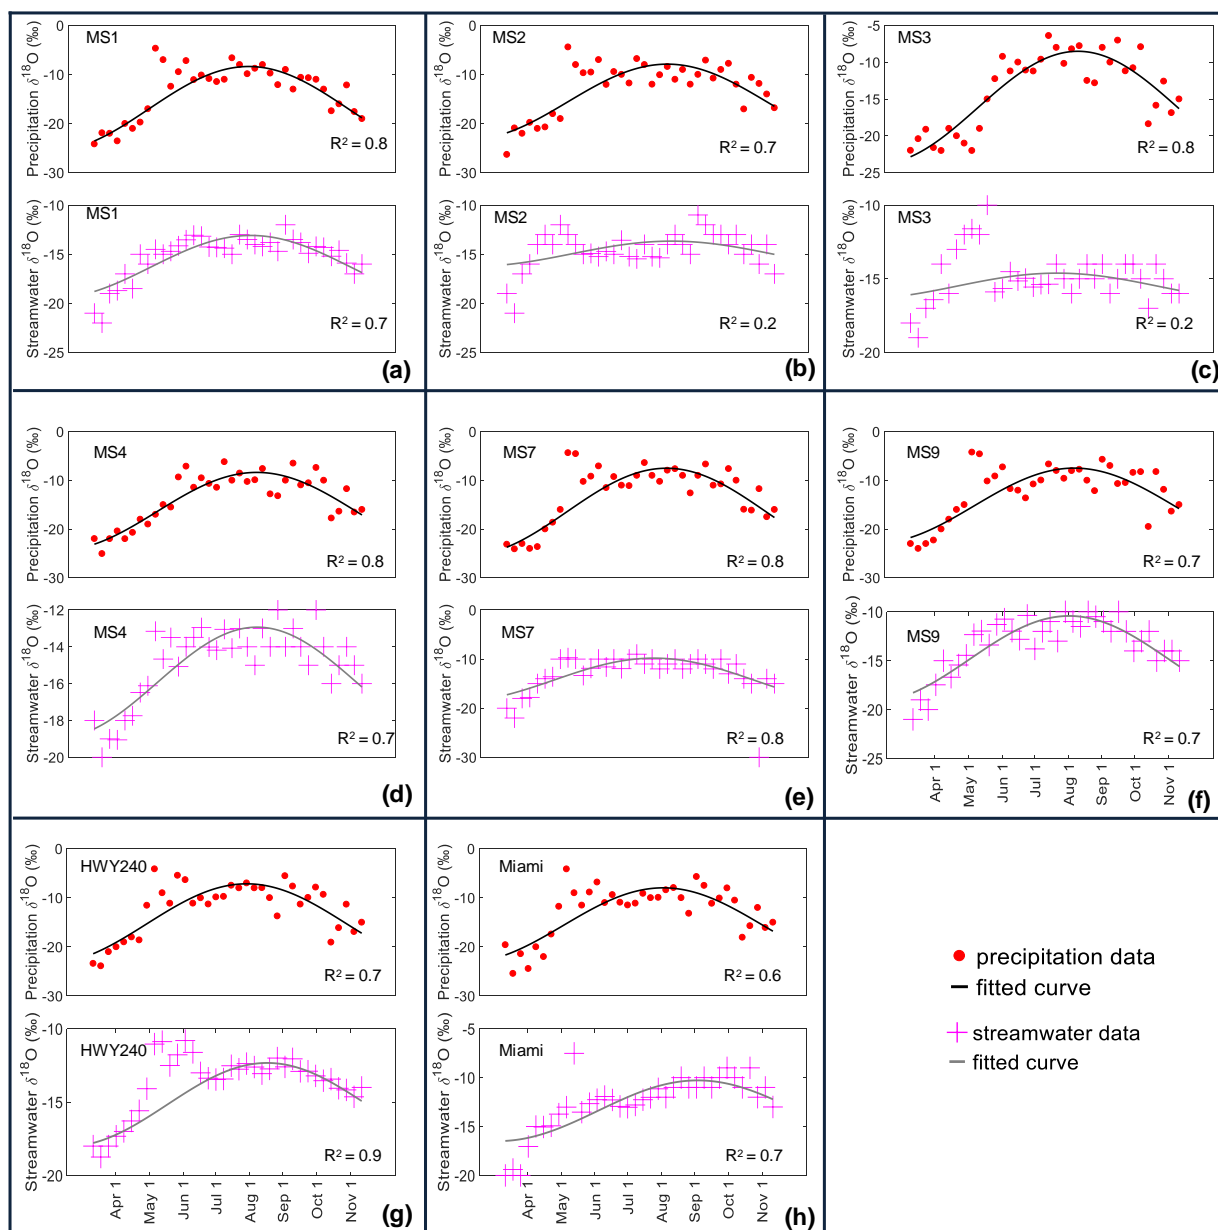 Precipitation δ¹⁸O (‰)
0
-10
-20
-30
MS1
R² = 0.8
Streamwater δ¹⁸O (‰)
-10
-15
-20
-25
MS1
R² = 0.7
(a)
Precipitation δ¹⁸O (‰)
0
-10
-20
-30
MS2
R² = 0.7
Streamwater δ¹⁸O (‰)
-10
-15
-20
-25
MS2
R² = 0.2
(b)
Precipitation δ¹⁸O (‰)
-5
-10
-15
-20
-25
MS3
R² = 0.8
Streamwater δ¹⁸O (‰)
-10
-15
-20
MS3
R² = 0.2
(c)
Precipitation δ¹⁸O (‰)
0
-10
-20
-30
MS4
R² = 0.8
Streamwater δ¹⁸O (‰)
-12
-14
-16
-18
-20
MS4
R² = 0.7
(d)
Precipitation δ¹⁸O (‰)
0
-10
-20
-30
MS7
R² = 0.8
Streamwater δ¹⁸O (‰)
0
-10
-20
-30
MS7
R² = 0.8
(e)
Precipitation δ¹⁸O (‰)
0
-10
-20
-30
MS9
R² = 0.7
Streamwater δ¹⁸O (‰)
-10
-15
-20
-25
MS9
R² = 0.7
Apr 1
May 1
Jun 1
Jul 1
Aug 1
Sep 1
Oct 1
Nov 1
(f)
Precipitation δ¹⁸O (‰)
0
-10
-20
-30
HWY240
R² = 0.7
Streamwater δ¹⁸O (‰)
-10
-15
-20
HWY240
R² = 0.9
Apr 1
May 1
Jun 1
Jul 1
Aug 1
Sep 1
Oct 1
Nov 1
(g)
Precipitation δ¹⁸O (‰)
0
-10
-20
-30
Miami
R² = 0.6
Streamwater δ¹⁸O (‰)
-5
-10
-15
-20
Miami
R² = 0.7
Apr 1
May 1
Jun 1
Jul 1
Aug 1
Sep 1
Oct 1
Nov 1
(h)
precipitation data
fitted curve
streamwater data
fitted curve